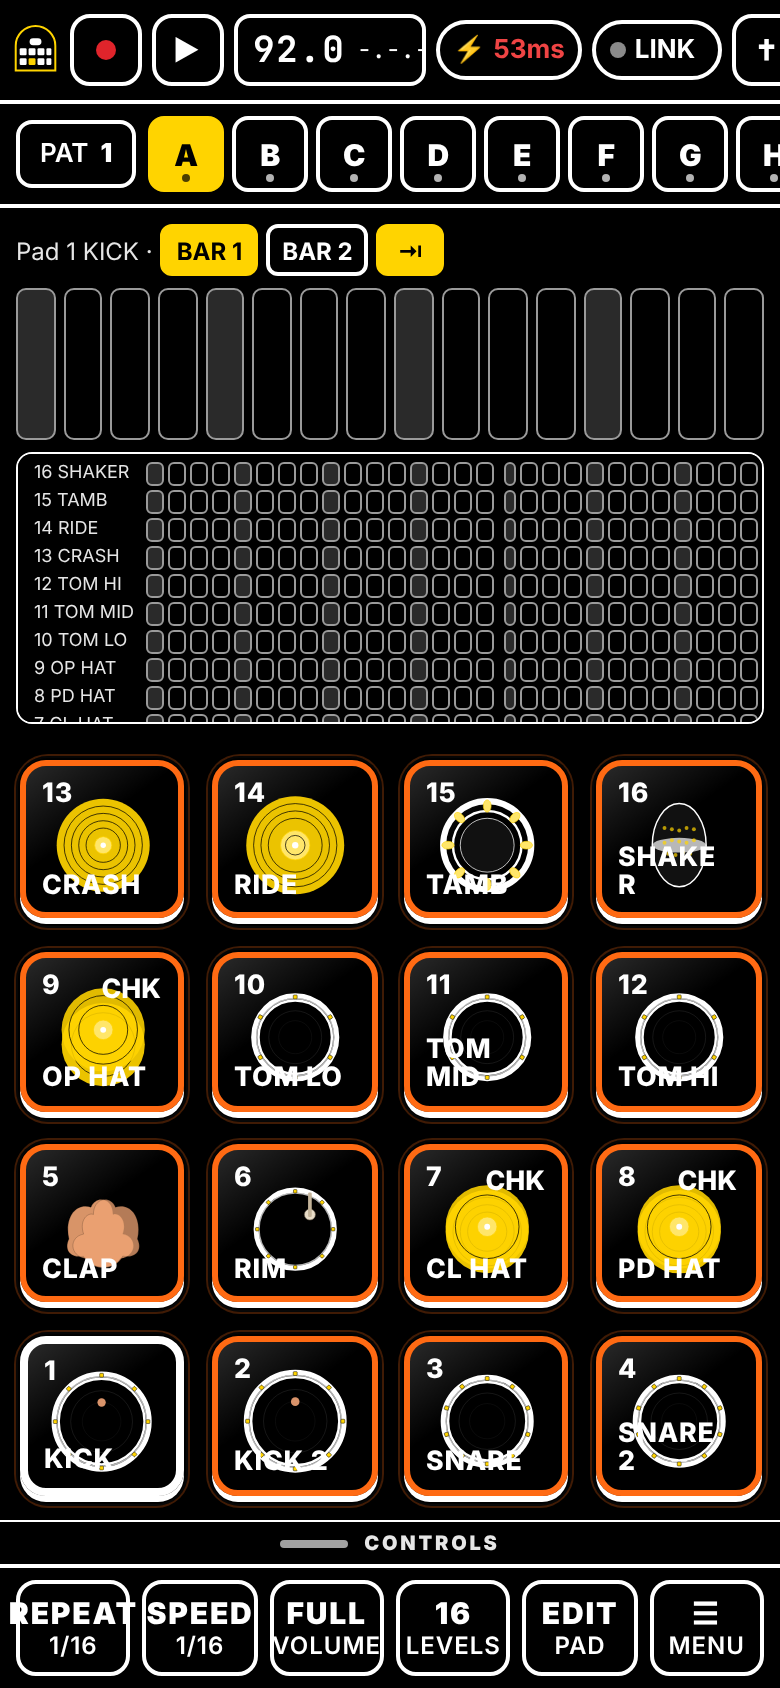 92.0 -.-.-
⚡ 53ms
LINK
✝
PAT 1
A
B
C
D
E
F
G
H
Pad 1 KICK ·
BAR 1
BAR 2
⇥
16 SHAKER
15 TAMB
14 RIDE
13 CRASH
12 TOM HI
11 TOM MID
10 TOM LO
9 OP HAT
8 PD HAT
7 CL HAT
13
CRASH
14
RIDE
15
TAMB
16
SHAKE
R
9
CHK
OP HAT
10
TOM LO
11
TOM
MID
12
TOM HI
5
CLAP
6
RIM
7
CHK
CL HAT
8
CHK
PD HAT
1
KICK
2
KICK 2
3
SNARE
4
SNARE
2
CONTROLS
REPEAT
1/16
SPEED
1/16
FULL
VOLUME
16
LEVELS
EDIT
PAD
☰
MENU